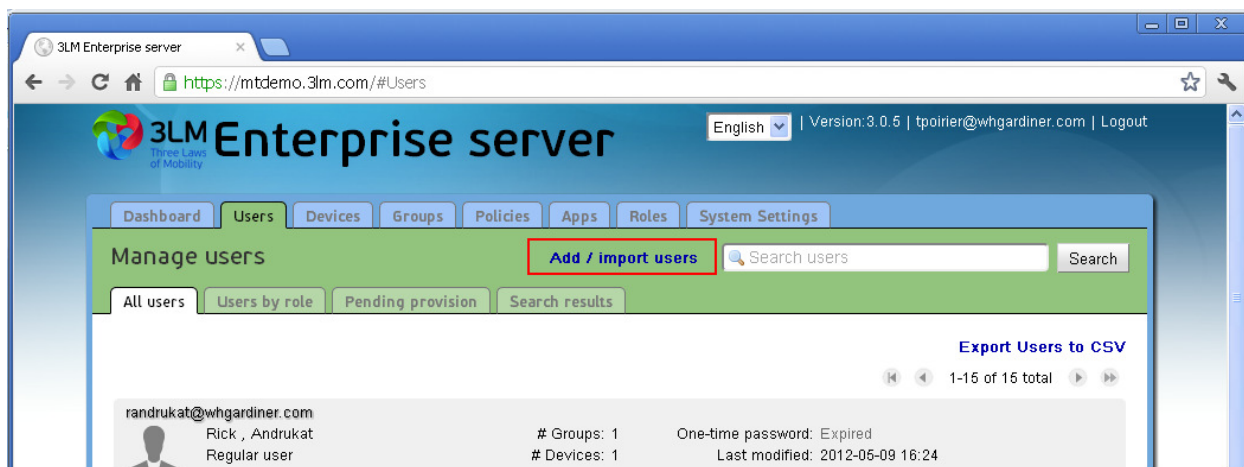 3LM Enterprise server
https://mtdemo.3lm.com/#Users
3LM
Three Laws
of Mobility
Enterprise server
English | Version:3.0.5 | tpoirier@whgardiner.com | Logout
Dashboard Users Devices Groups Policies Apps Roles System Settings
Manage users Add / import users Search users Search
All users Users by role Pending provision Search results
Export Users to CSV
1-15 of 15 total
randrukat@whgardiner.com
Rick , Andrukat # Groups: 1 One-time password: Expired
Regular user # Devices: 1 Last modified: 2012-05-09 16:24